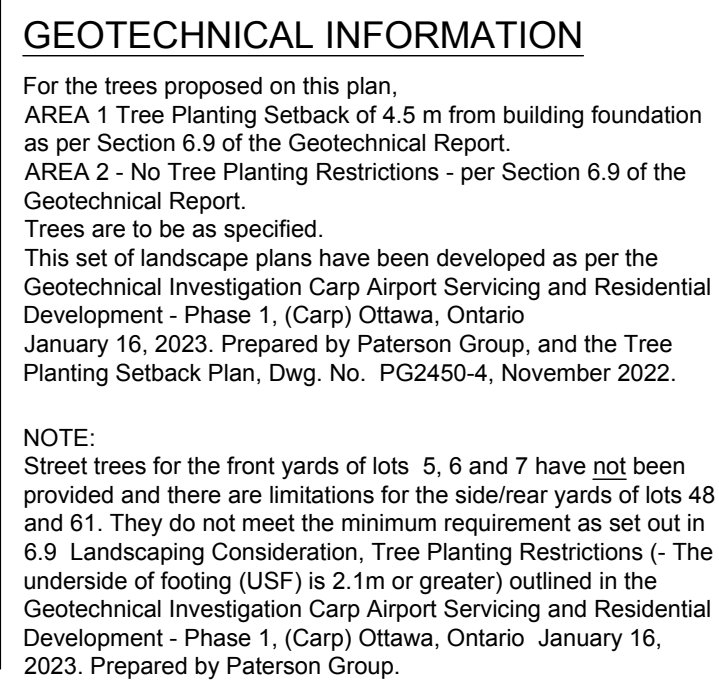 GEOTECHNICAL INFORMATION
For the trees proposed on this plan,
AREA 1 Tree Planting Setback of 4.5 m from building foundation
as per Section 6.9 of the Geotechnical Report.
AREA 2 - No Tree Planting Restrictions - per Section 6.9 of the
Geotechnical Report.
Trees are to be as specified.
This set of landscape plans have been developed as per the
Geotechnical Investigation Carp Airport Servicing and Residential
Development - Phase 1, (Carp) Ottawa, Ontario
January 16, 2023. Prepared by Paterson Group, and the Tree
Planting Setback Plan, Dwg. No.  PG2450-4, November 2022.
NOTE:
Street trees for the front yards of lots  5, 6 and 7 have not been
provided and there are limitations for the side/rear yards of lots 48
and 61. They do not meet the minimum requirement as set out in
6.9  Landscaping Consideration, Tree Planting Restrictions (- The
underside of footing (USF) is 2.1m or greater) outlined in the
Geotechnical Investigation Carp Airport Servicing and Residential
Development - Phase 1, (Carp) Ottawa, Ontario  January 16,
2023. Prepared by Paterson Group.